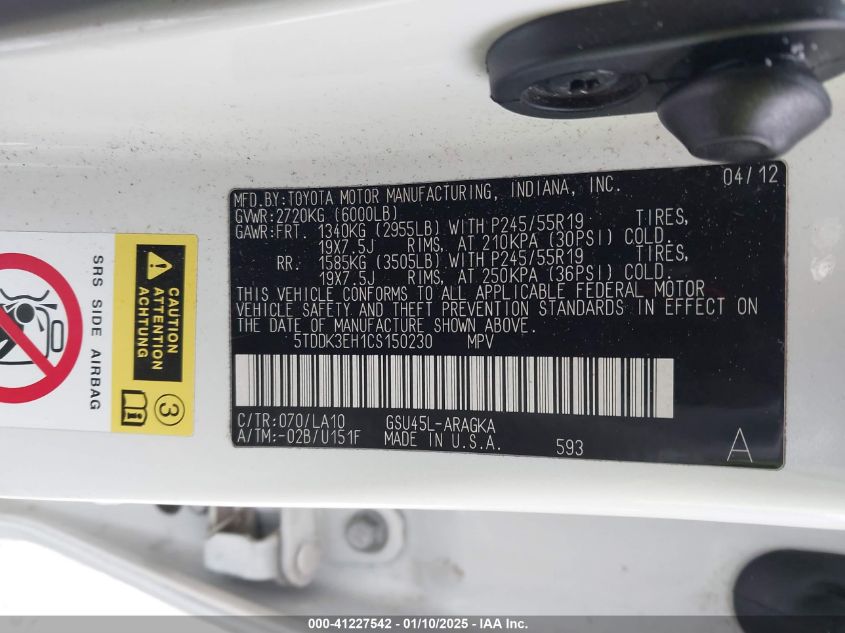 MFD.BY:TOYOTA MOTOR MANUFACTURING, INDIANA, INC. 04/12
GVWR:2720KG (6000LB)
GAWR:FRT. 1340KG (2955LB) WITH P245/55R19 TIRES,
19X7.5J RIMS, AT 210KPA (30PSI) COLD.
RR. 1585KG (3505LB) WITH P245/55R19 TIRES,
19X7.5J RIMS, AT 250KPA (36PSI) COLD.
THIS VEHICLE CONFORMS TO ALL APPLICABLE FEDERAL MOTOR
VEHICLE SAFETY AND THEFT PREVENTION STANDARDS IN EFFECT ON
THE DATE OF MANUFACTURE SHOWN ABOVE.
5TDDK3EH1CS150230 MPV
C/TR:070/LA10 GSU45L-ARAGKA
A/TM:-02B/U151F MADE IN U.S.A. 593 A
SRS SIDE AIRBAG
CAUTION
ATTENTION
ACHTUNG
3
000-41227542 — 01/10/2025 — IAA Inc.